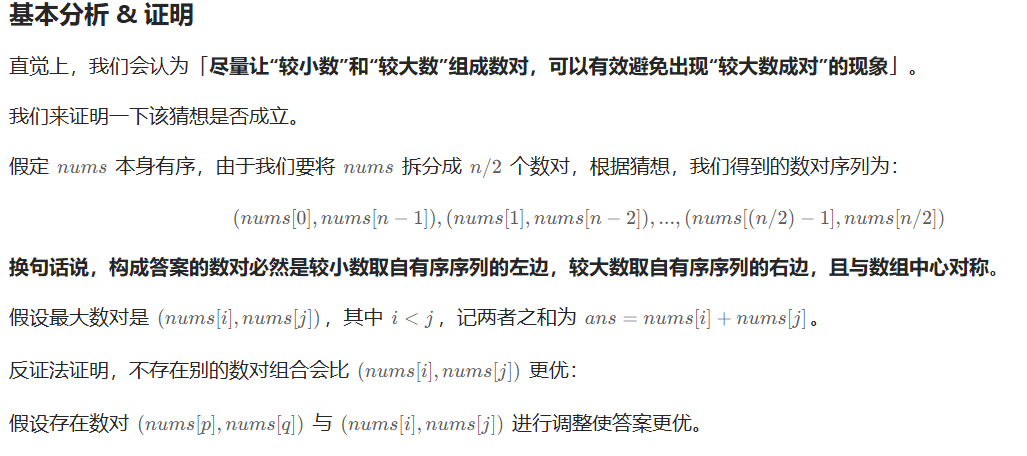 基本分析 & 证明
直觉上，我们会认为「尽量让“较小数”和“较大数”组成数对，可以有效避免出现“较大数成对”的现象」。
我们来证明一下该猜想是否成立。
假定 nums 本身有序，由于我们要将 nums 拆分成 n/2 个数对，根据猜想，我们得到的数对序列为：
(nums[0], nums[n − 1]), (nums[1], nums[n − 2]), ..., (nums[(n/2) − 1], nums[n/2])
换句话说，构成答案的数对必然是较小数取自有序序列的左边，较大数取自有序序列的右边，且与数组中心对称。
假设最大数对是 (nums[i], nums[j])，其中 i < j，记两者之和为 ans = nums[i] + nums[j]。
反证法证明，不存在别的数对组合会比 (nums[i], nums[j]) 更优：
假设存在数对 (nums[p], nums[q]) 与 (nums[i], nums[j]) 进行调整使答案更优。